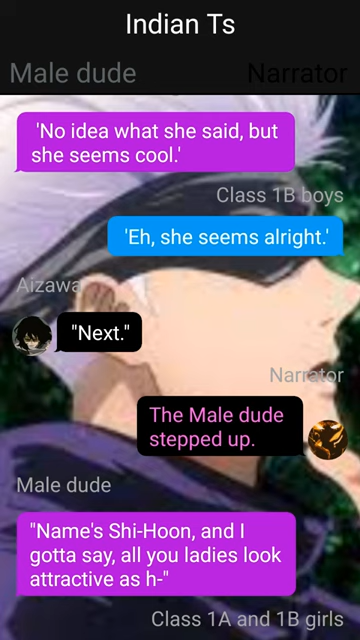 Indian Ts
Male dude
Narrator
'No idea what she said, but
she seems cool.'
Class 1B boys
'Eh, she seems alright.'
Aizawa
"Next."
Narrator
The Male dude
stepped up.
Male dude
"Name's Shi-Hoon, and I
gotta say, all you ladies look
attractive as h-"
Class 1A and 1B girls